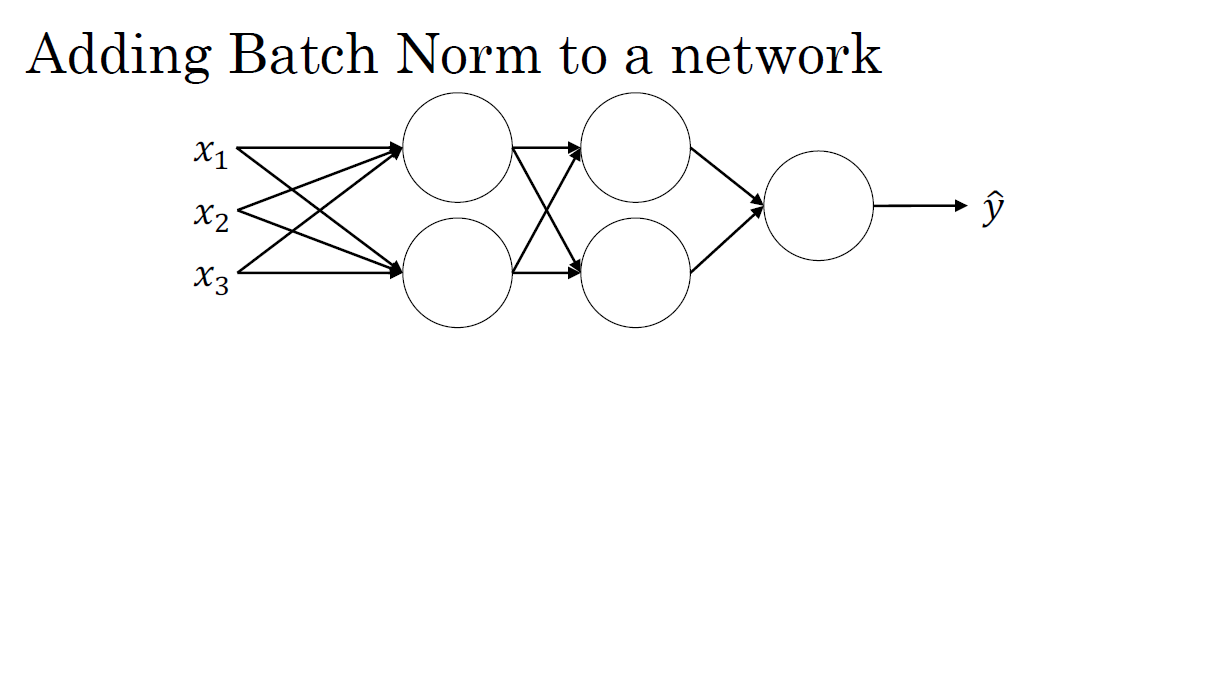 Adding Batch Norm to a network
x₁
x₂
x₃
ŷ